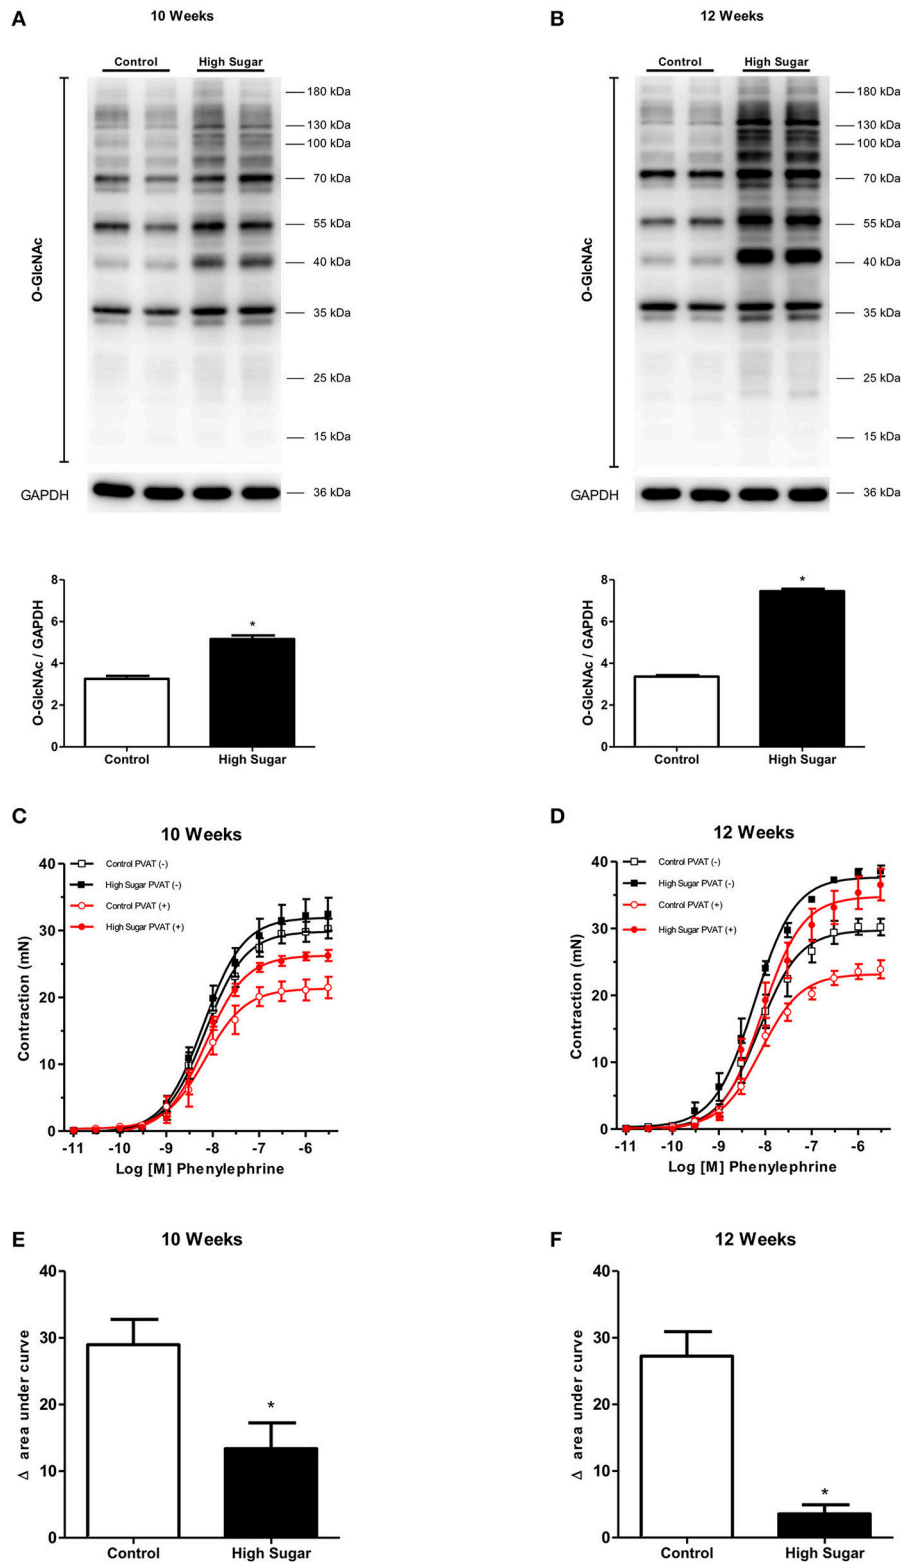 A
10 Weeks
Control
High Sugar
180 kDa
130 kDa
100 kDa
70 kDa
55 kDa
40 kDa
35 kDa
25 kDa
15 kDa
O-GlcNAc
GAPDH
36 kDa
8
6
4
2
0
O-GlcNAc / GAPDH
*
Control
High Sugar
B
12 Weeks
Control
High Sugar
180 kDa
130 kDa
100 kDa
70 kDa
55 kDa
40 kDa
35 kDa
25 kDa
15 kDa
O-GlcNAc
GAPDH
36 kDa
8
6
4
2
0
O-GlcNAc / GAPDH
*
Control
High Sugar
C
10 Weeks
Control PVAT (-)
High Sugar PVAT (-)
Control PVAT (+)
High Sugar PVAT (+)
40
30
20
10
0
Contraction (mN)
-11 -10 -9 -8 -7 -6
Log [M] Phenylephrine
D
12 Weeks
Control PVAT (-)
High Sugar PVAT (-)
Control PVAT (+)
High Sugar PVAT (+)
40
30
20
10
0
Contraction (mN)
-11 -10 -9 -8 -7 -6
Log [M] Phenylephrine
E
10 Weeks
40
30
20
10
0
Δ area under curve
*
Control
High Sugar
F
12 Weeks
40
30
20
10
0
Δ area under curve
*
Control
High Sugar